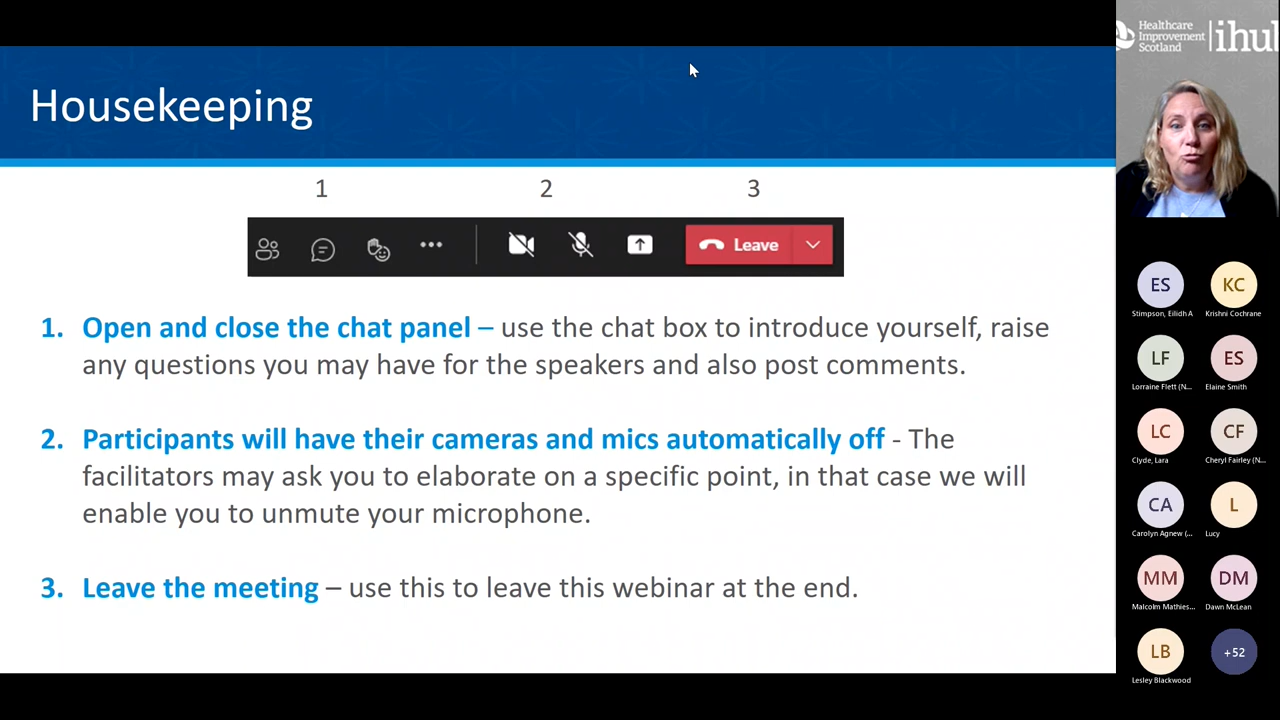 Housekeeping
1 2 3
Leave
1. Open and close the chat panel – use the chat box to introduce yourself, raise
any questions you may have for the speakers and also post comments.
2. Participants will have their cameras and mics automatically off - The
facilitators may ask you to elaborate on a specific point, in that case we will
enable you to unmute your microphone.
3. Leave the meeting – use this to leave this webinar at the end.
Healthcare
Improvement
Scotland
ihub
ES KC
Stimpson, Eilidh A Krishni Cochrane
LF ES
Lorraine Flett (N... Elaine Smith
LC CF
Clyde, Lara Cheryl Fairley (N...
CA L
Carolyn Agnew (... Lucy
MM DM
Malcolm Mathies... Dawn McLean
LB +52
Lesley Blackwood